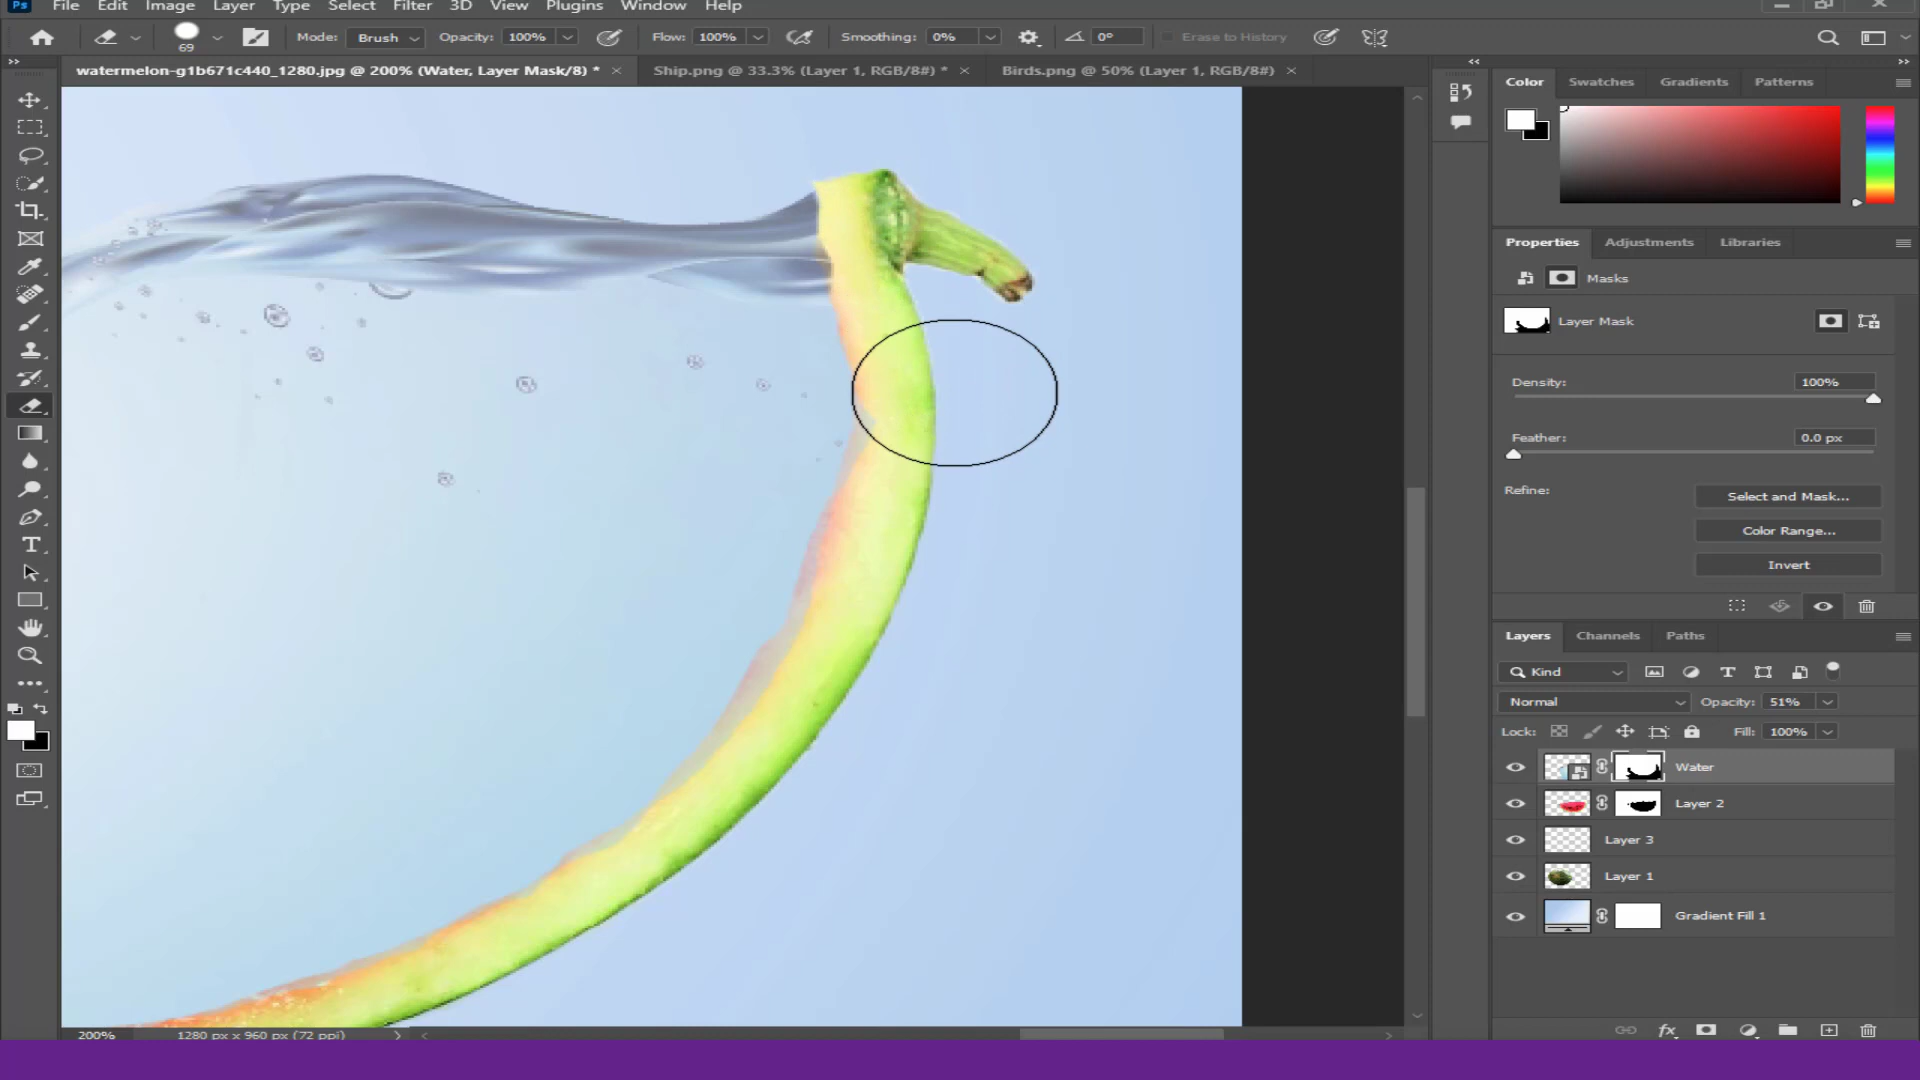 Ps File Edit Image Layer Type Select Filter 3D View Plugins Window Help
69 Mode: Brush Opacity: 100% Flow: 100% Smoothing: 0% 0° Erase to History
watermelon-g1b671c440_1280.jpg @ 200% (Water, Layer Mask/8) * × Ship.png @ 33.3% (Layer 1, RGB/8#) * × Birds.png @ 50% (Layer 1, RGB/8#) ×
Color Swatches Gradients Patterns
Properties Adjustments Libraries
Masks
Layer Mask
Density: 100%
Feather: 0.0 px
Refine: Select and Mask...
Color Range...
Invert
Layers Channels Paths
Kind
Normal Opacity: 51%
Lock: Fill: 100%
Water
Layer 2
Layer 3
Layer 1
Gradient Fill 1
fx
200% 1280 px x 960 px (72 ppi)